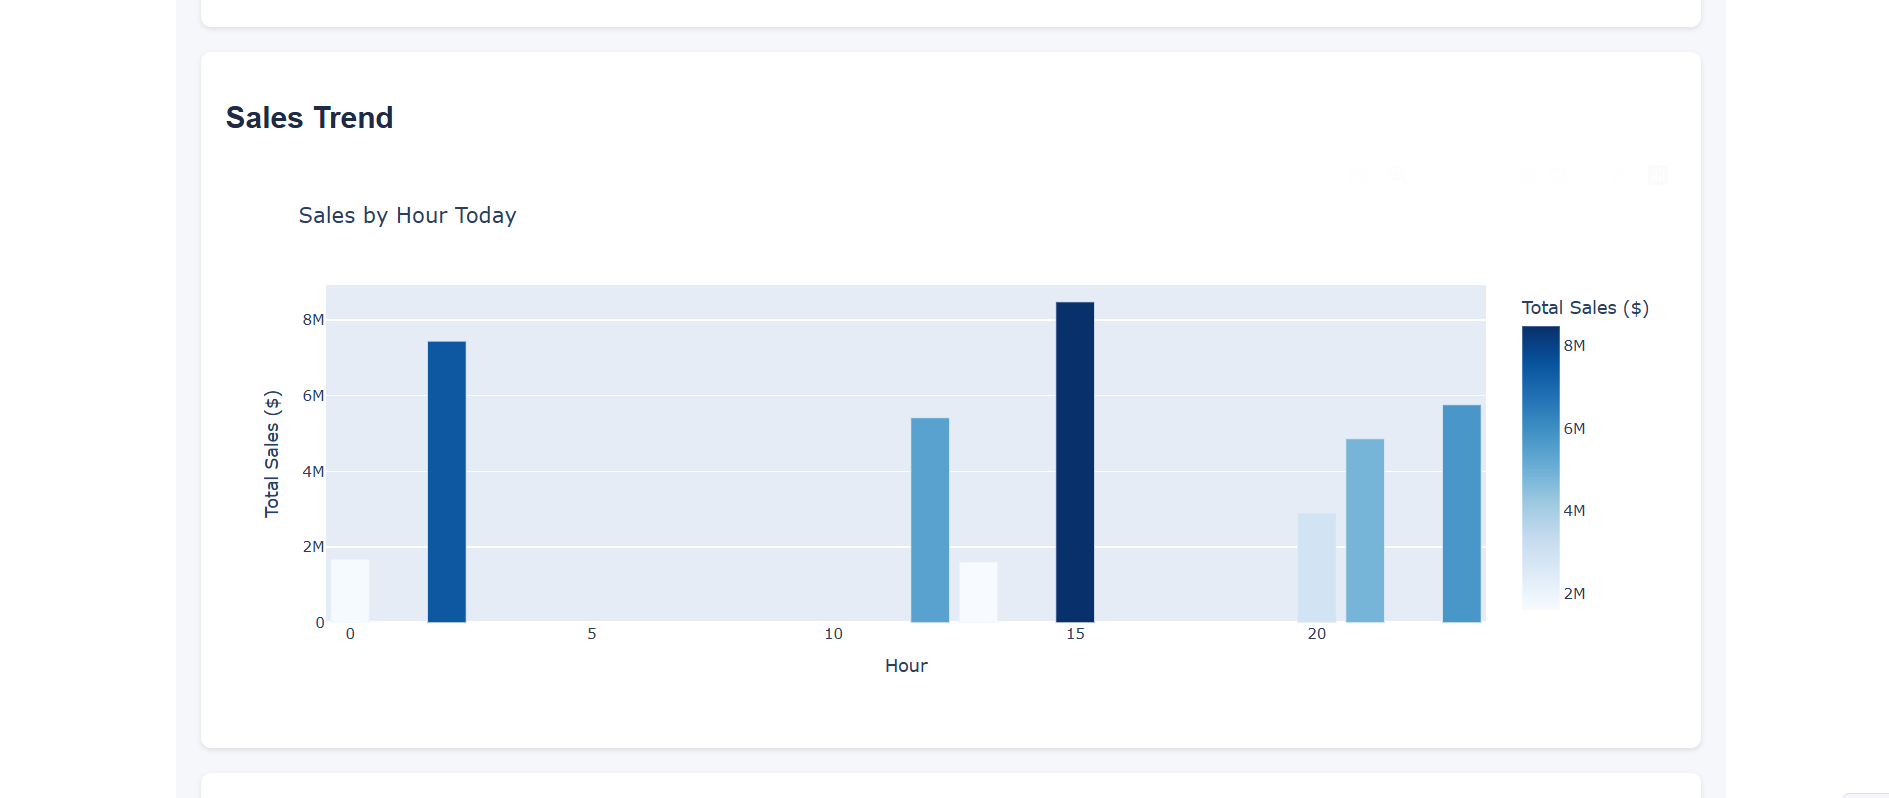 Sales Trend
Sales by Hour Today
Total Sales ($)
8M
6M
4M
2M
0
0 5 10 15 20
Hour
Total Sales ($)
8M
6M
4M
2M